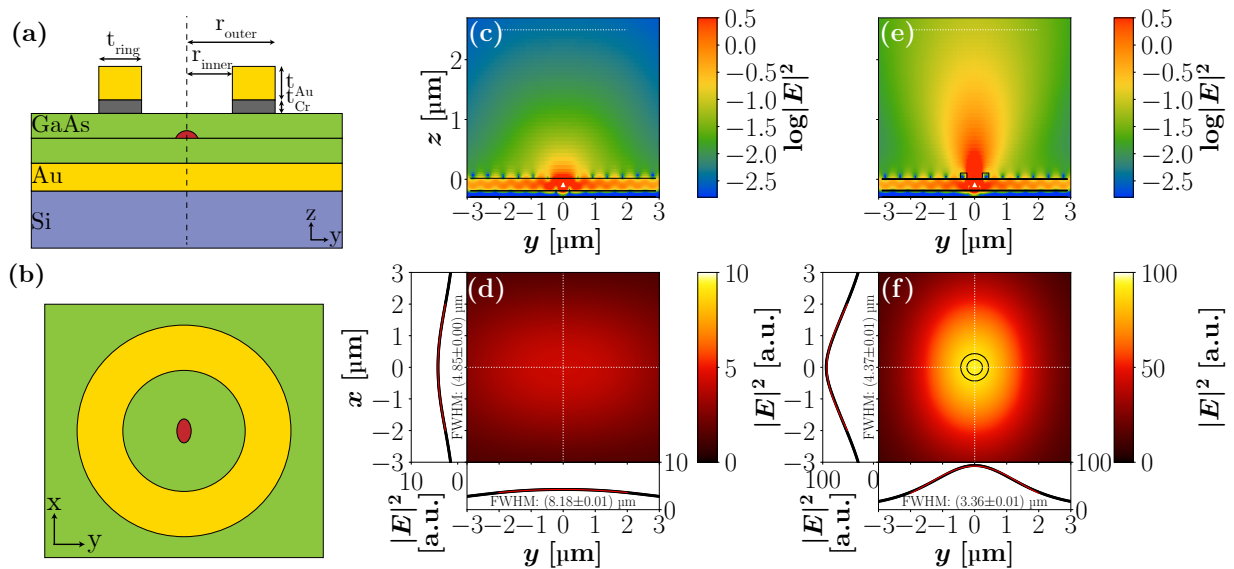 (a)
t_ring
r_outer
r_inner
t_Au
t_Cr
GaAs
Au
Si
z
y
(b)
x
y
(c)
2
1
0
z [μm]
−3 −2 −1 0 1 2 3
y [μm]
0.5
0.0
−0.5
−1.0
−1.5
−2.0
−2.5
log|E|²
(e)
−3 −2 −1 0 1 2 3
y [μm]
0.5
0.0
−0.5
−1.0
−1.5
−2.0
−2.5
log|E|²
(d)
3
2
1
0
−1
−2
−3
x [μm]
FWHM: (4.85±0.00) μm
10 0
|E|² [a.u.]
10
0
FWHM: (8.18±0.01) μm
−3 −2 −1 0 1 2 3
y [μm]
10
5
0
|E|² [a.u.]
(f)
3
2
1
0
−1
−2
−3
FWHM: (4.37±0.01) μm
100 0
|E|² [a.u.]
100
0
FWHM: (3.36±0.01) μm
−3 −2 −1 0 1 2 3
y [μm]
100
50
0
|E|² [a.u.]